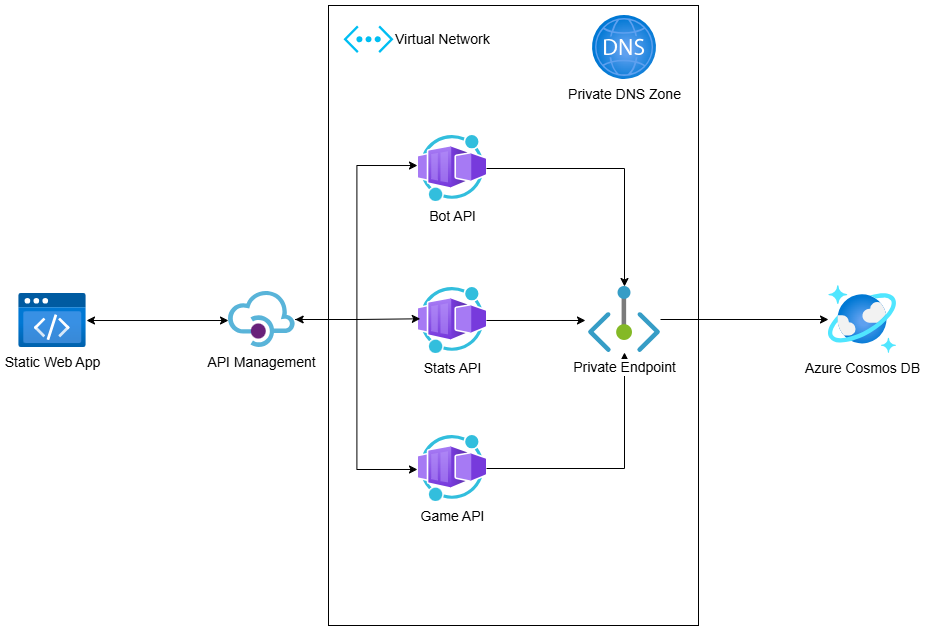 Virtual Network
DNS
Private DNS Zone
Bot API
Static Web App
API Management
Stats API
Private Endpoint
Azure Cosmos DB
Game API